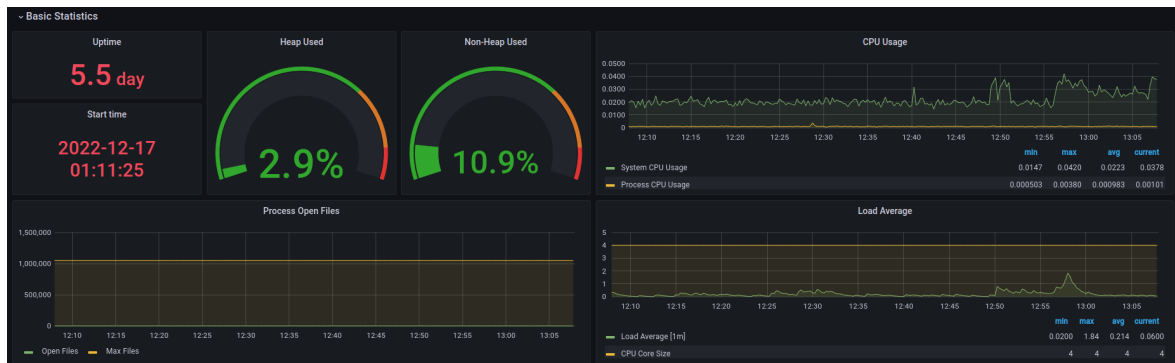 Basic Statistics
Uptime
5.5 day
Start time
2022-12-17
01:11:25
Heap Used
2.9%
Non-Heap Used
10.9%
CPU Usage
0.0500
0.0400
0.0300
0.0200
0.0100
0
12:10 12:15 12:20 12:25 12:30 12:35 12:40 12:45 12:50 12:55 13:00 13:05
min max avg current
System CPU Usage 0.0147 0.0420 0.0223 0.0378
Process CPU Usage 0.000503 0.00380 0.000983 0.00101
Process Open Files
1,500,000
1,000,000
500,000
0
12:10 12:15 12:20 12:25 12:30 12:35 12:40 12:45 12:50 12:55 13:00 13:05
Open Files Max Files
Load Average
5
4
3
2
1
0
12:10 12:15 12:20 12:25 12:30 12:35 12:40 12:45 12:50 12:55 13:00 13:05
min max avg current
Load Average [1m] 0.0200 1.84 0.214 0.0600
CPU Core Size 4 4 4 4